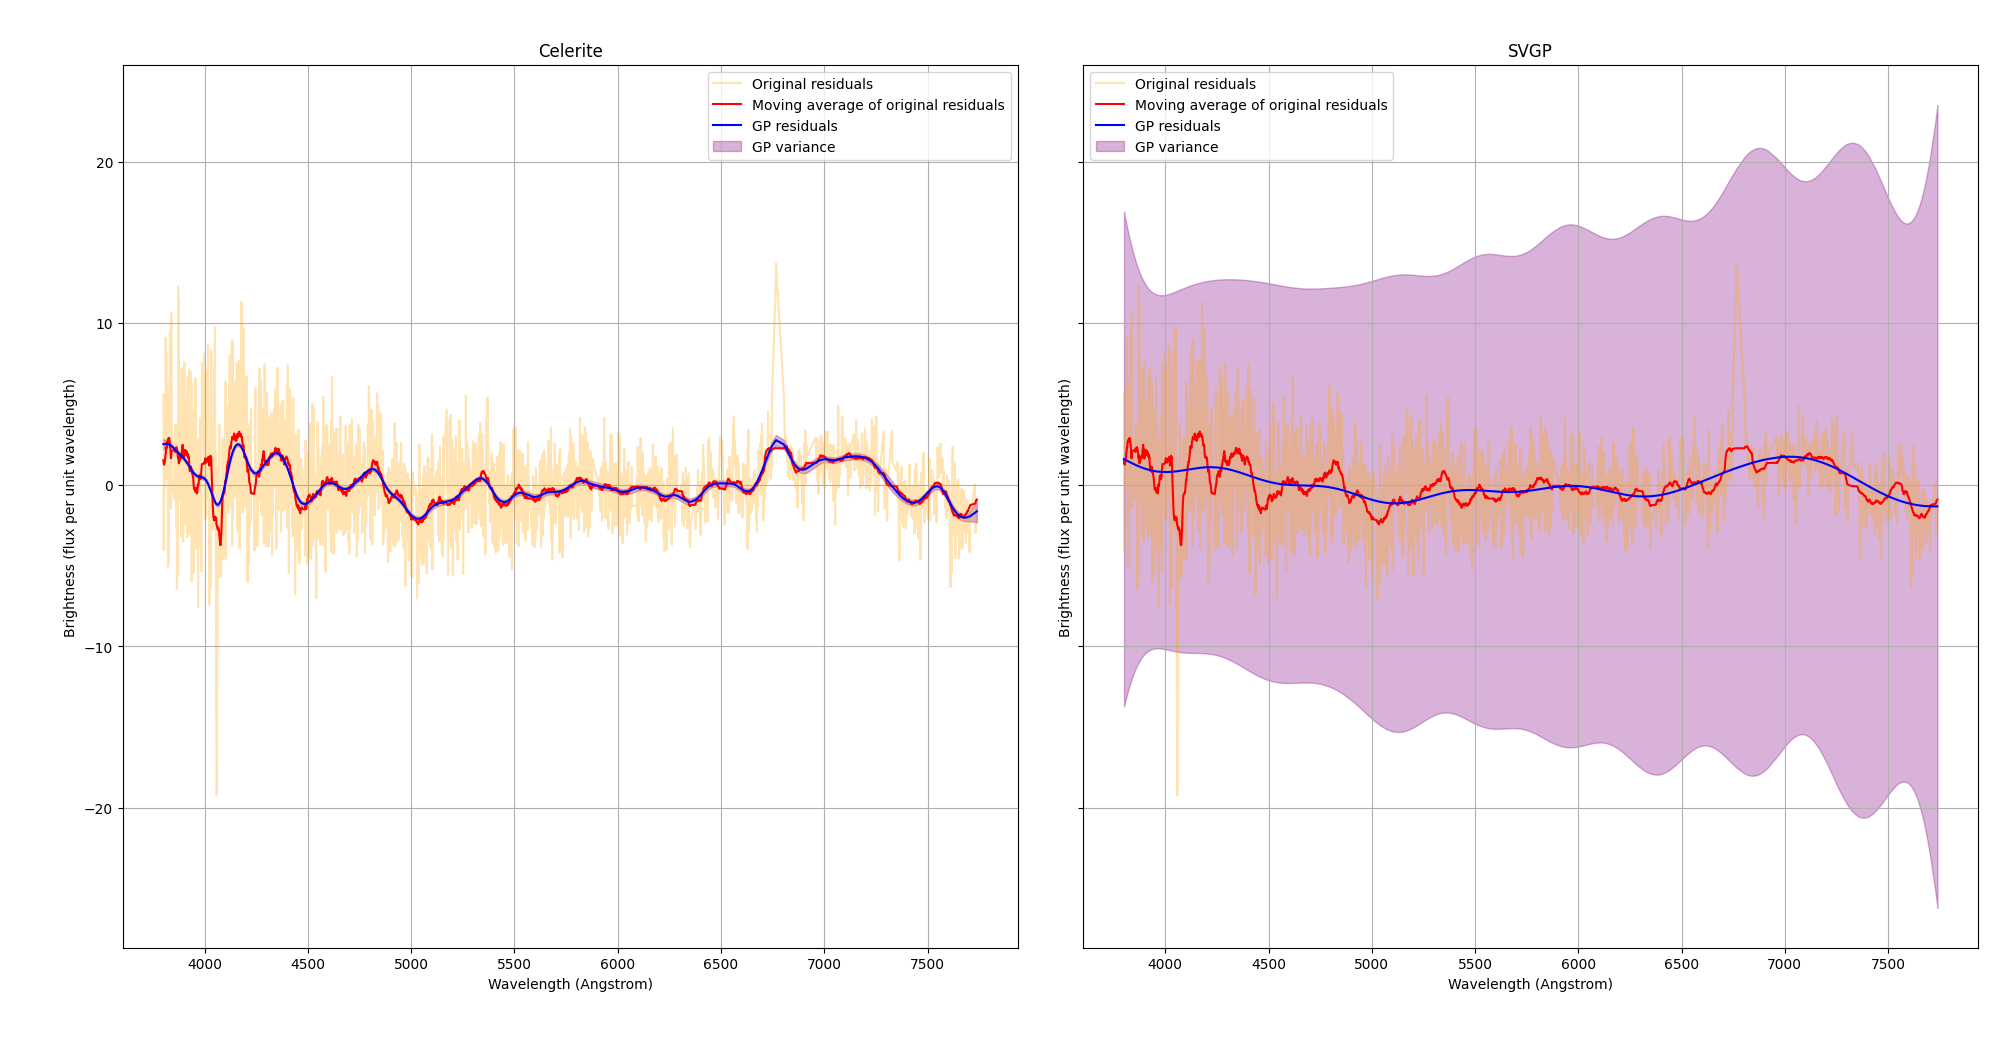 Celerite
Original residuals
Moving average of original residuals
GP residuals
GP variance
20
10
0
−10
−20
Brightness (flux per unit wavelength)
4000 4500 5000 5500 6000 6500 7000 7500
Wavelength (Angstrom)
SVGP
Original residuals
Moving average of original residuals
GP residuals
GP variance
Brightness (flux per unit wavelength)
4000 4500 5000 5500 6000 6500 7000 7500
Wavelength (Angstrom)